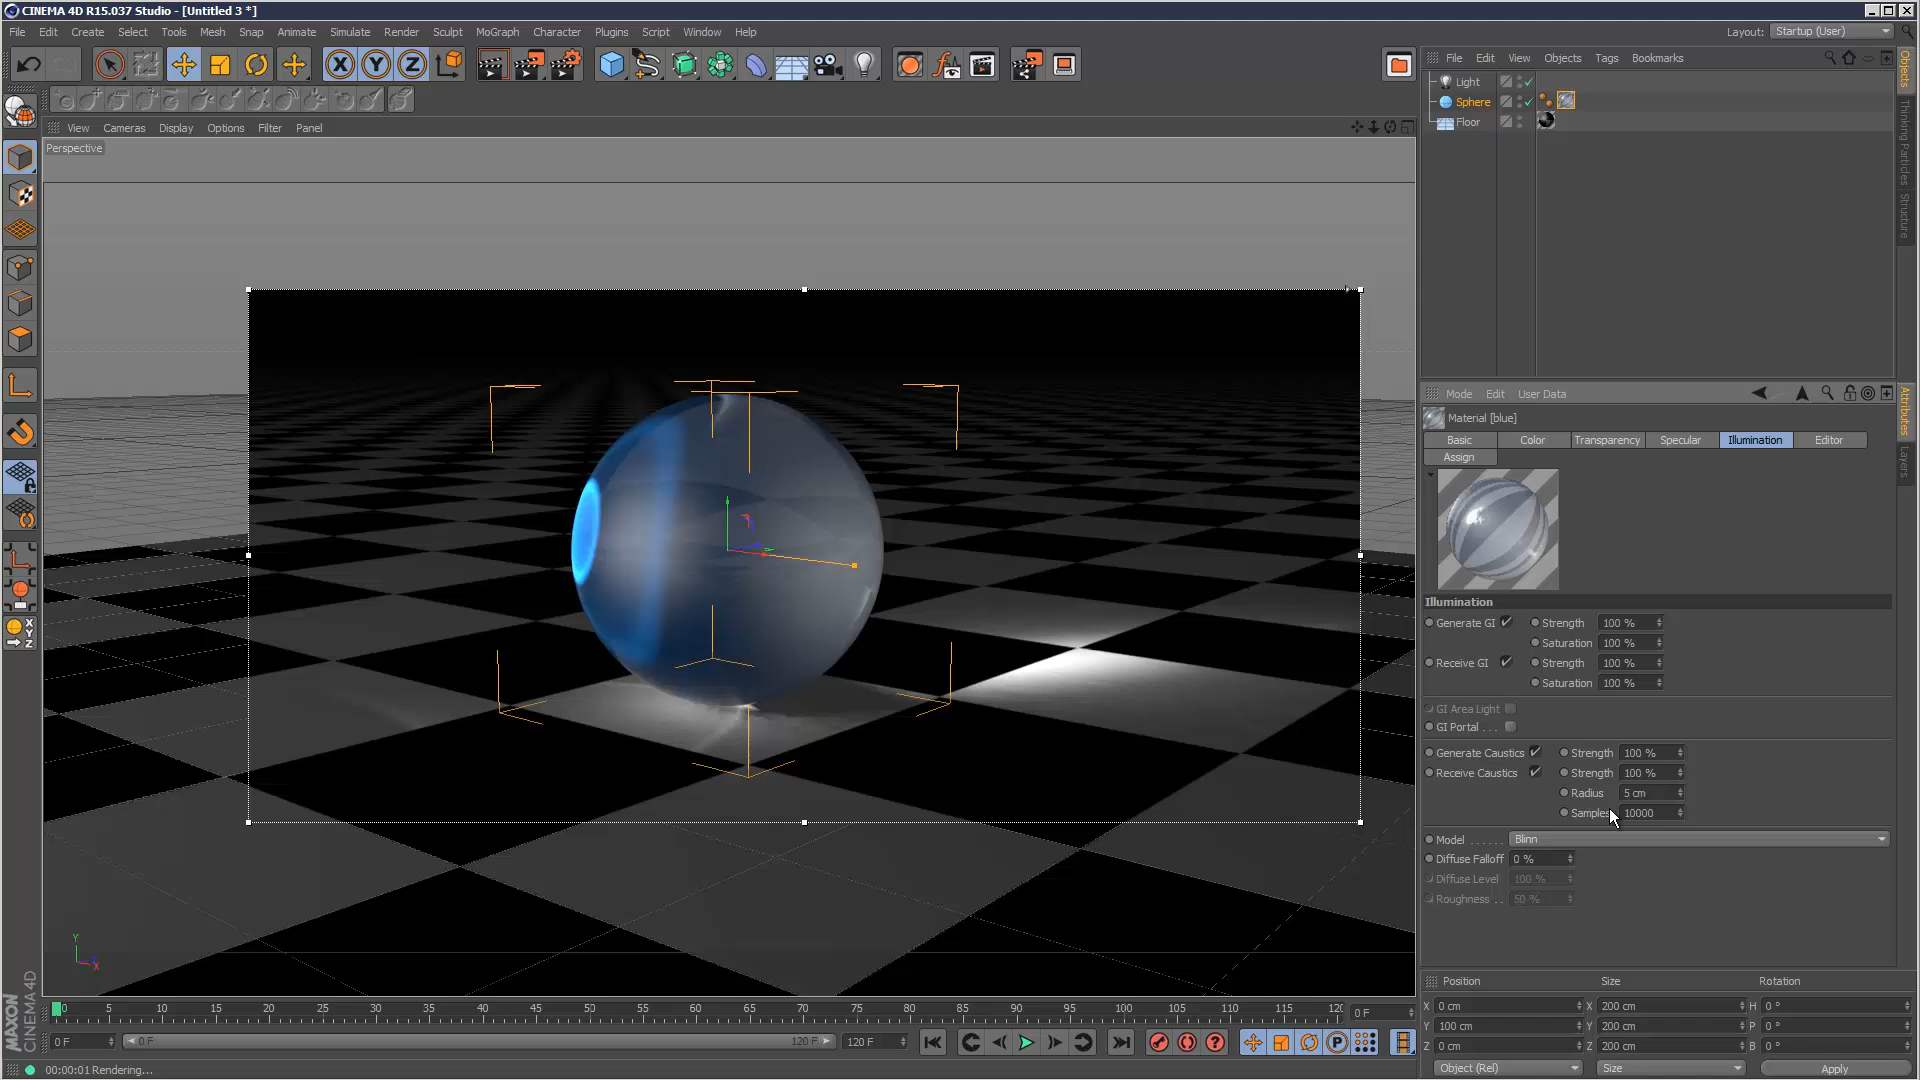 CINEMA 4D R15.037 Studio - [Untitled 3 *]
File Edit Create Select Tools Mesh Snap Animate Simulate Render Sculpt MoGraph Character Plugins Script Window Help
Layout: Startup (User)
File Edit View Objects Tags Bookmarks
Light
Sphere
Floor
Objects
Thinking Particles
Structure
View Cameras Display Options Filter Panel
Perspective
Mode Edit User Data
Attributes
Layers
Material [blue]
Basic Color Transparency Specular Illumination Editor
Assign
Illumination
Generate GI Strength 100 %
Saturation 100 %
Receive GI Strength 100 %
Saturation 100 %
GI Area Light
GI Portal . . .
Generate Caustics Strength 100 %
Receive Caustics Strength 100 %
Radius 5 cm
Samples 10000
Model . . . . . . Blinn
Diffuse Falloff 0 %
Diffuse Level 100 %
Roughness . . 50 %
Y
X
X Y Z
XYZ
P
0 5 10 15 20 25 30 35 40 45 50 55 60 65 70 75 80 85 90 95 100 105 110 115 120
0 F
0 F 0 F 120 F 120 F
Position Size Rotation
X 0 cm X 200 cm H 0 °
Y 100 cm Y 200 cm P 0 °
Z 0 cm Z 200 cm B 0 °
Object (Rel) Size Apply
00:00:01 Rendering...
MAXON
CINEMA 4D